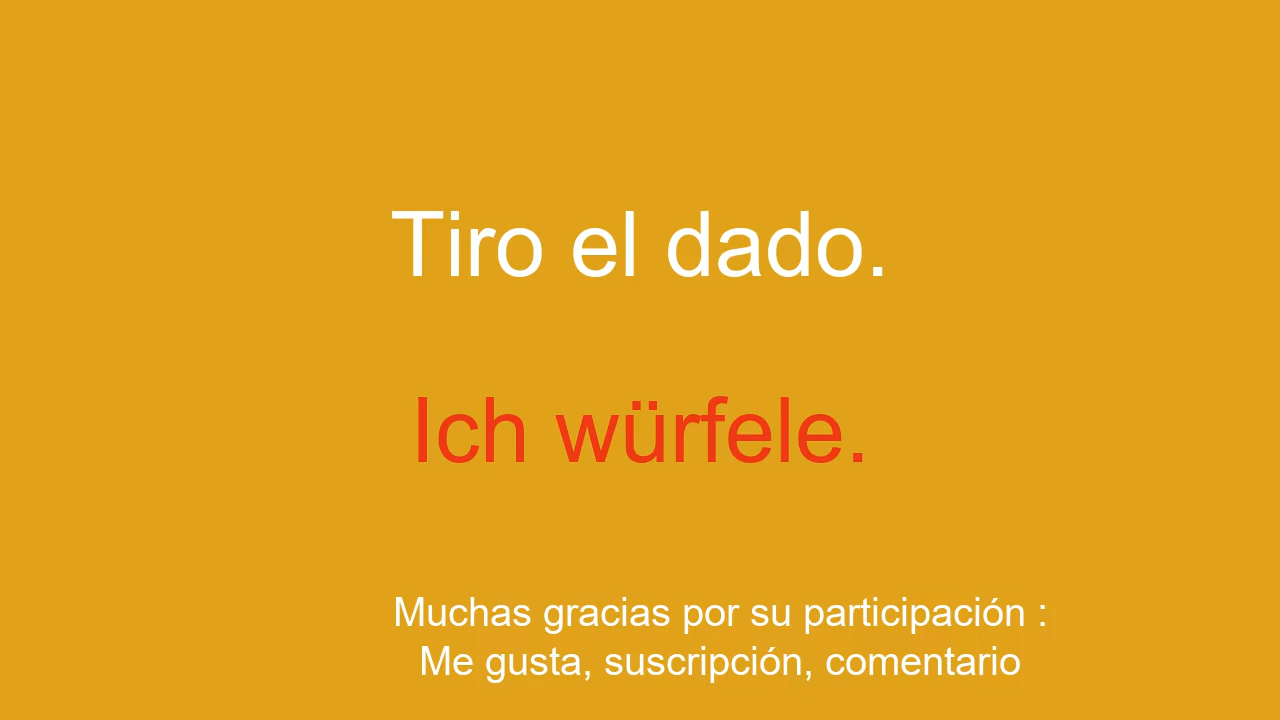 Tiro el dado.
Ich würfele.
Muchas gracias por su participación :
Me gusta, suscripción, comentario